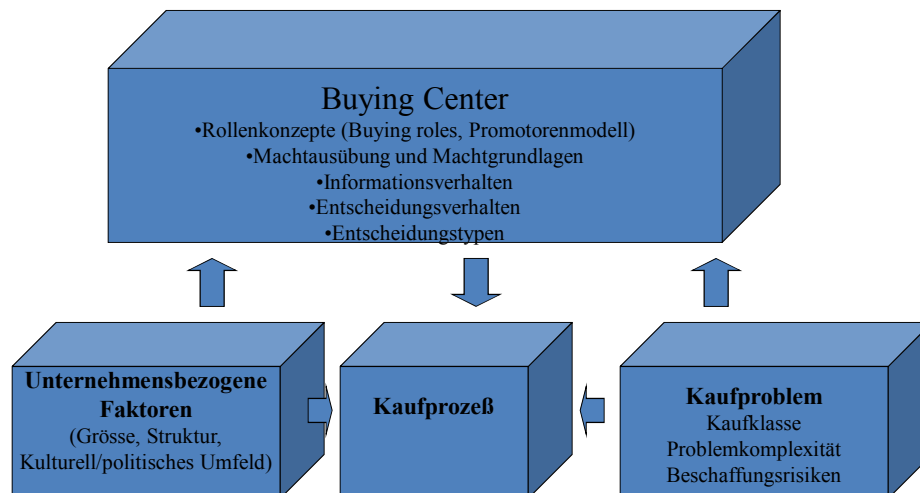 Buying Center
•Rollenkonzepte (Buying roles, Promotorenmodell)
•Machtausübung und Machtgrundlagen
•Informationsverhalten
•Entscheidungsverhalten
•Entscheidungstypen
Unternehmensbezogene
Faktoren
(Grösse, Struktur,
Kulturell/politisches Umfeld)
Kaufprozeß
Kaufproblem
Kaufklasse
Problemkomplexität
Beschaffungsrisiken